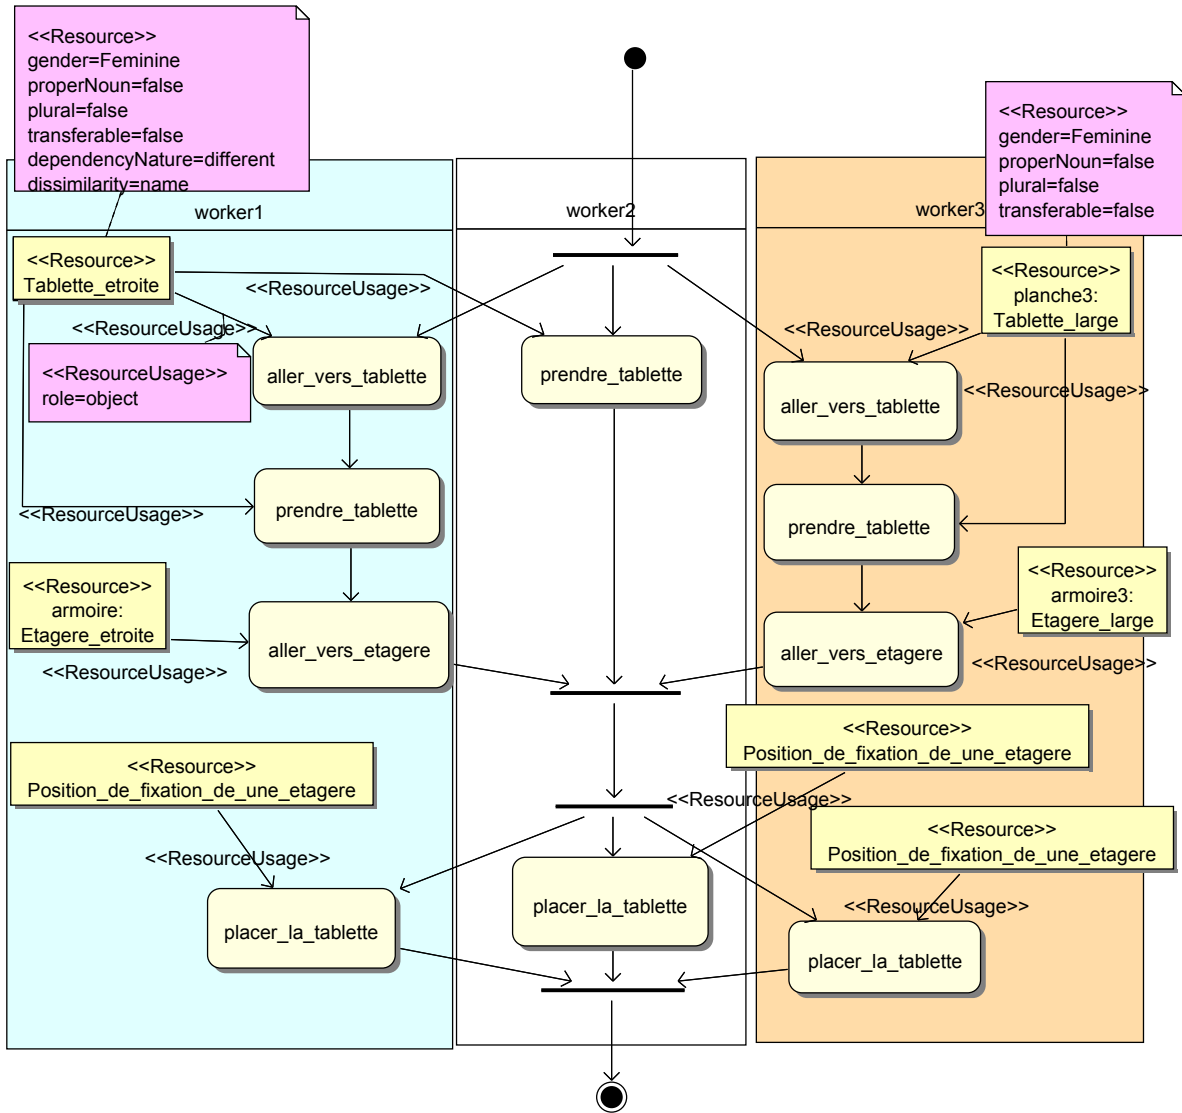 <<Resource>>
gender=Feminine
properNoun=false
plural=false
transferable=false
dependencyNature=different
dissimilarity=name
<<Resource>>
gender=Feminine
properNoun=false
plural=false
transferable=false
worker1
worker2
worker3
<<Resource>>
Tablette_etroite
<<ResourceUsage>>
<<Resource>>
planche3:
Tablette_large
<<ResourceUsage>>
<<ResourceUsage>>
<<ResourceUsage>>
role=object
aller_vers_tablette
prendre_tablette
aller_vers_tablette
<<ResourceUsage>>
<<ResourceUsage>>
prendre_tablette
prendre_tablette
<<Resource>>
armoire:
Etagere_etroite
<<Resource>>
armoire3:
Etagere_large
aller_vers_etagere
aller_vers_etagere
<<ResourceUsage>>
<<ResourceUsage>>
<<Resource>>
Position_de_fixation_de_une_etagere
<<Resource>>
Position_de_fixation_de_une_etagere
<<ResourceUsage>>
<<Resource>>
Position_de_fixation_de_une_etagere
<<ResourceUsage>>
placer_la_tablette
placer_la_tablette
<<ResourceUsage>>
placer_la_tablette